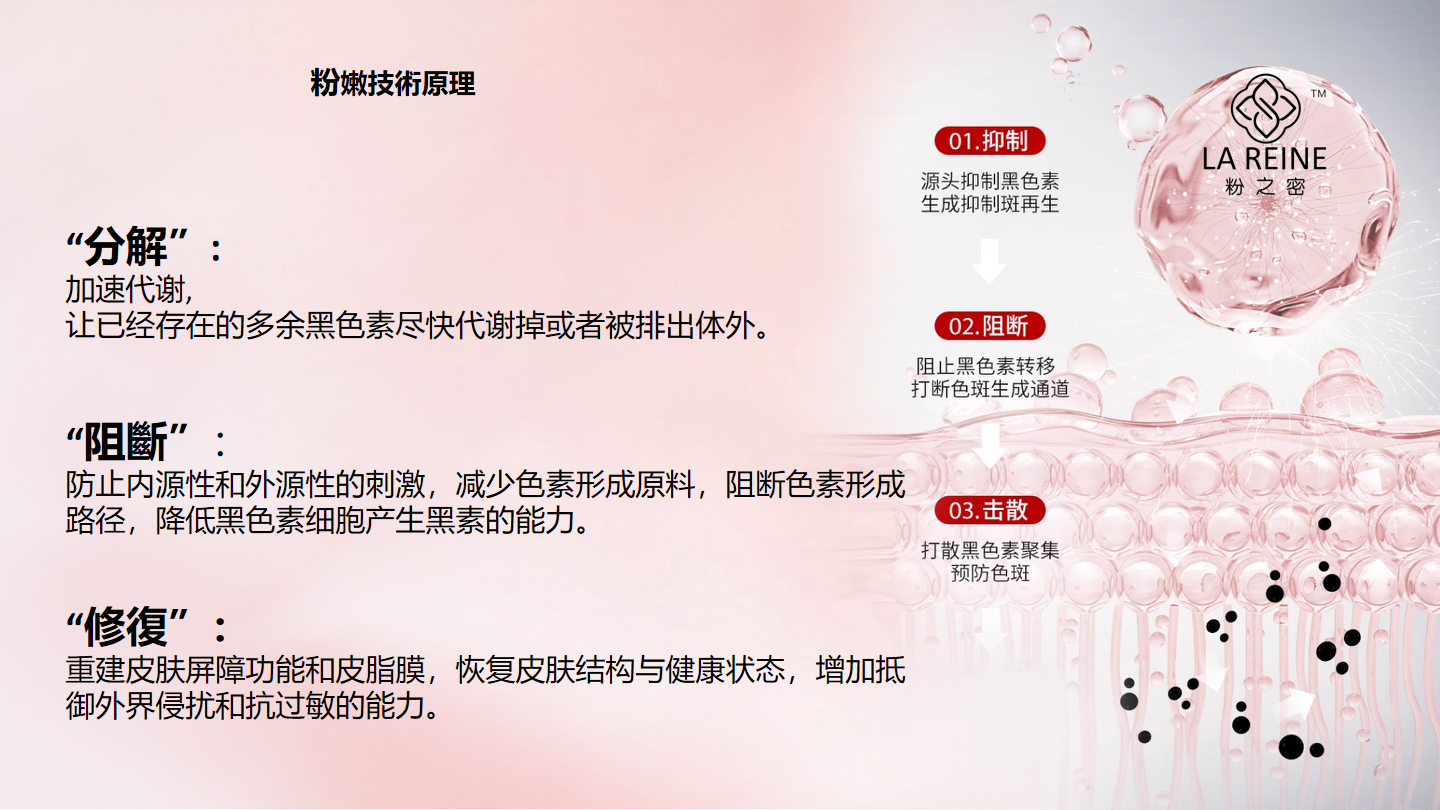 粉嫩技術原理
“分解”：
加速代谢,
让已经存在的多余黑色素尽快代谢掉或者被排出体外。
“阻斷”：
防止内源性和外源性的刺激，减少色素形成原料，阻断色素形成
路径，降低黑色素细胞产生黑素的能力。
“修復”：
重建皮肤屏障功能和皮脂膜，恢复皮肤结构与健康状态，增加抵
御外界侵扰和抗过敏的能力。
01.抑制
源头抑制黑色素
生成抑制斑再生
02.阻断
阻止黑色素转移
打断色斑生成通道
03.击散
打散黑色素聚集
预防色斑
TM
LA REINE
粉之密